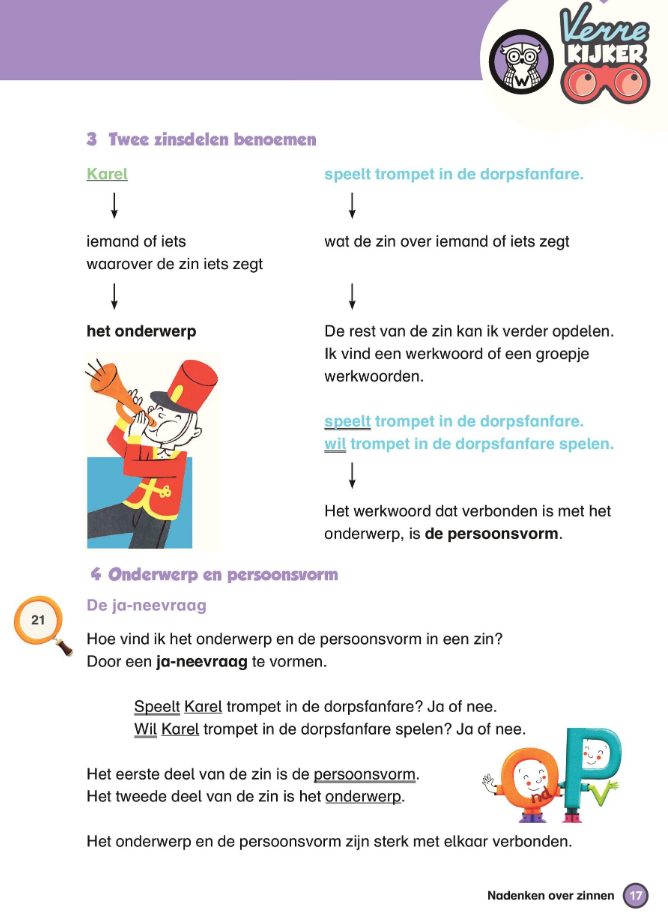 Verre
KIJKER
W
3 Twee zinsdelen benoemen
Karel
speelt trompet in de dorpsfanfare.
iemand of iets
waarover de zin iets zegt
wat de zin over iemand of iets zegt
het onderwerp
De rest van de zin kan ik verder opdelen.
Ik vind een werkwoord of een groepje
werkwoorden.
speelt trompet in de dorpsfanfare.
wil trompet in de dorpsfanfare spelen.
Het werkwoord dat verbonden is met het
onderwerp, is de persoonsvorm.
4 Onderwerp en persoonsvorm
De ja-neevraag
21
Hoe vind ik het onderwerp en de persoonsvorm in een zin?
Door een ja-neevraag te vormen.
Speelt Karel trompet in de dorpsfanfare? Ja of nee.
Wil Karel trompet in de dorpsfanfare spelen? Ja of nee.
Het eerste deel van de zin is de persoonsvorm.
Het tweede deel van de zin is het onderwerp.
O nd P V
Het onderwerp en de persoonsvorm zijn sterk met elkaar verbonden.
Nadenken over zinnen 17